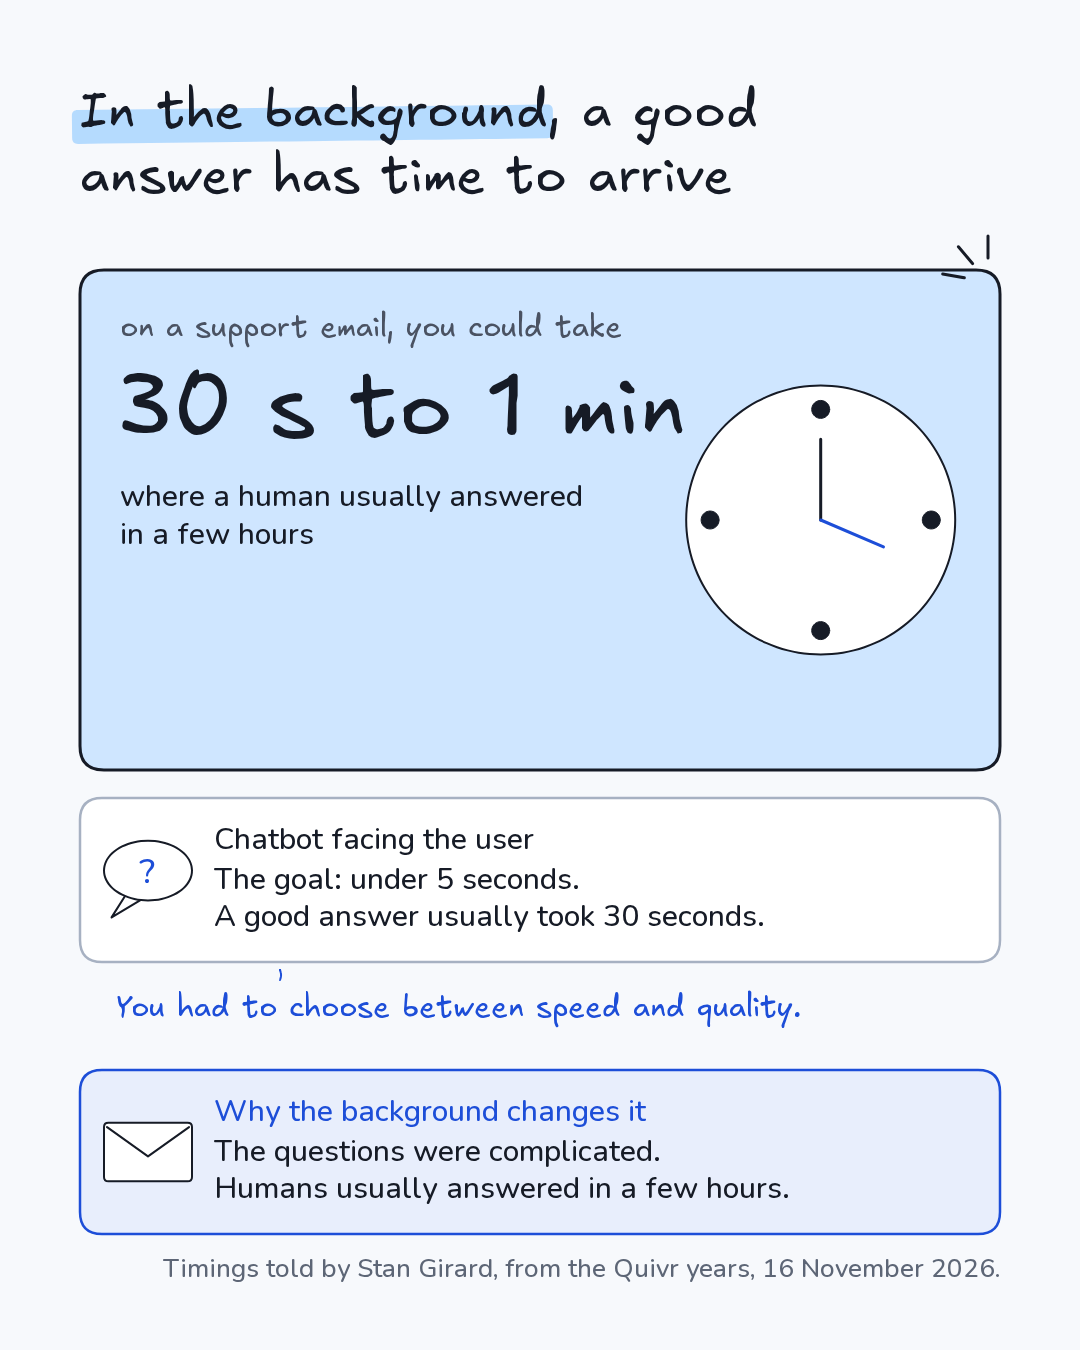 In the background, a good
answer has time to arrive
on a support email, you could take
30 s to 1 min
where a human usually answered
in a few hours
?
Chatbot facing the user
The goal: under 5 seconds.
A good answer usually took 30 seconds.
You had to choose between speed and quality.
Why the background changes it
The questions were complicated.
Humans usually answered in a few hours.
Timings told by Stan Girard, from the Quivr years, 16 November 2026.